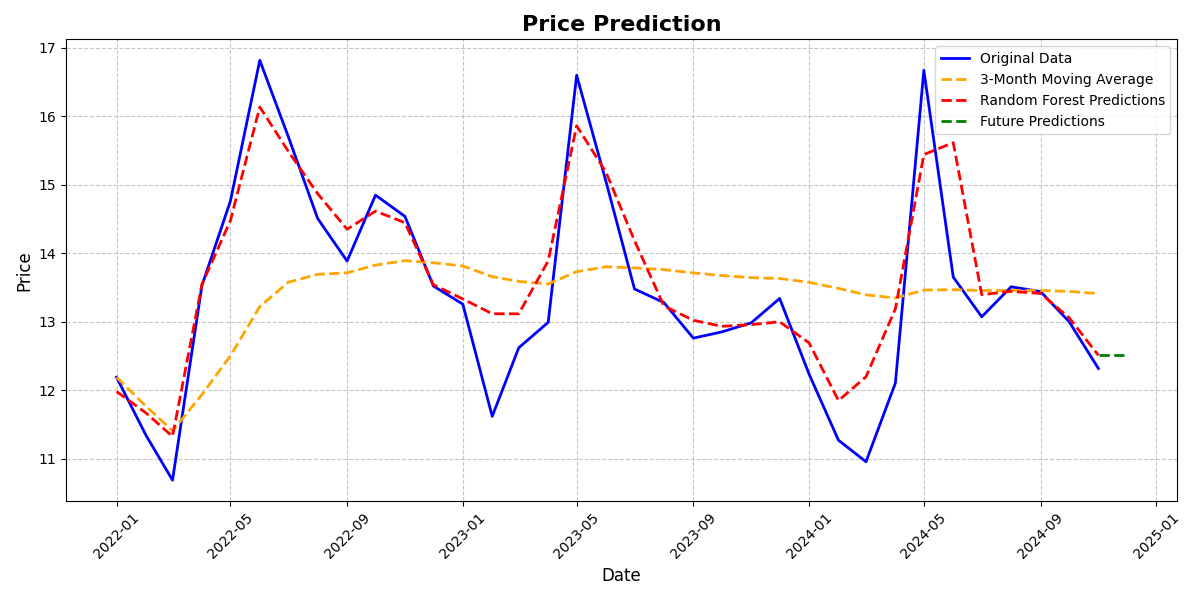 Price Prediction
Original Data
3-Month Moving Average
Random Forest Predictions
Future Predictions
Price
17
16
15
14
13
12
11
2022-01
2022-05
2022-09
2023-01
2023-05
2023-09
2024-01
2024-05
2024-09
2025-01
Date